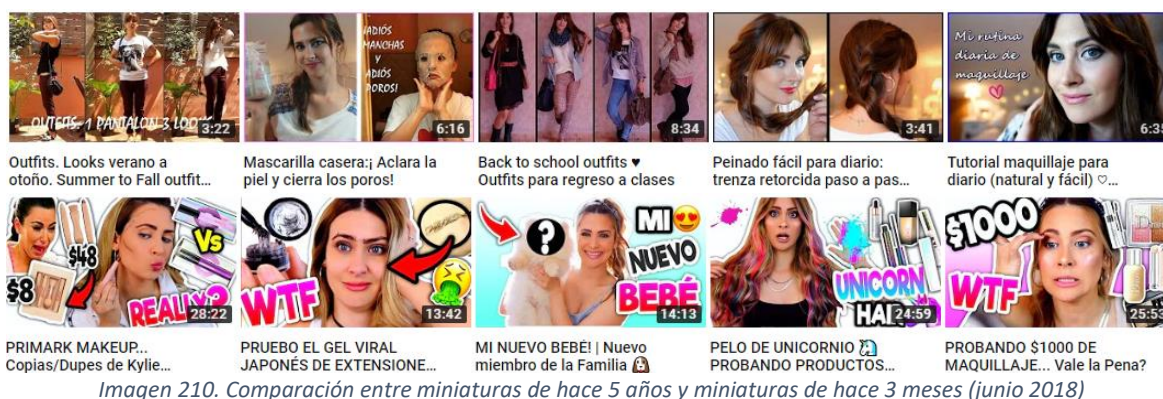 ADIÓS
MANCHAS
Y
ADIÓS
POROS!
Mi rutina
diaria de
maquillaje
OUTFITS: 1 PANTALON 3 LOOKS
3:22
6:16
8:34
3:41
6:35
Outfits. Looks verano a
otoño. Summer to Fall outfit...
Mascarilla casera:¡ Aclara la
piel y cierra los poros!
Back to school outfits ♥
Outfits para regreso a clases
Peinado fácil para diario:
trenza retorcida paso a pas...
Tutorial maquillaje para
diario (natural y fácil) ♡...
$48
$8
Vs
REALLY?
28:22
WTF
13:42
?
MI
NUEVO
BEBÉ
14:13
UNICORN
24:59
$1000
WTF
25:53
PRIMARK MAKEUP...
Copias/Dupes de Kylie...
PRUEBO EL GEL VIRAL
JAPONÉS DE EXTENSIONE...
MI NUEVO BEBÉ! | Nuevo
miembro de la Familia 🐶
PELO DE UNICORNIO 🦄
PROBANDO PRODUCTOS...
PROBANDO $1000 DE
MAQUILLAJE... Vale la Pena?
Imagen 210. Comparación entre miniaturas de hace 5 años y miniaturas de hace 3 meses (junio 2018)